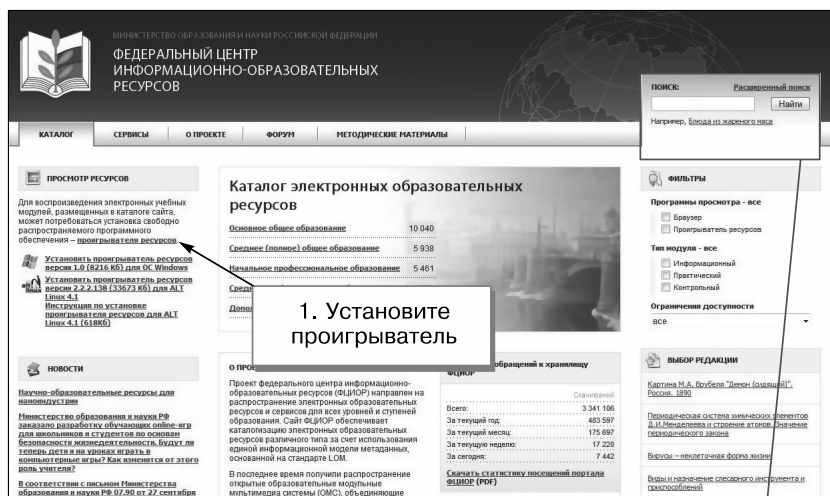 МИНИСТЕРСТВО ОБРАЗОВАНИЯ И НАУКИ РОССИЙСКОЙ ФЕДЕРАЦИИ
ФЕДЕРАЛЬНЫЙ ЦЕНТР
ИНФОРМАЦИОННО-ОБРАЗОВАТЕЛЬНЫХ
РЕСУРСОВ
ПОИСК: Расширенный поиск
Найти
Например, Блюда из жареного мяса
КАТАЛОГ СЕРВИСЫ О ПРОЕКТЕ ФОРУМ МЕТОДИЧЕСКИЕ МАТЕРИАЛЫ
ПРОСМОТР РЕСУРСОВ
Для воспроизведения электронных учебных
модулей, размещенных в каталоге сайта,
может потребоваться установка свободно
распространяемого программного
обеспечения – проигрывателя ресурсов.
Установить проигрыватель ресурсов
версии 1.0 (8216 Кб) для ОС Windows
Установить проигрыватель ресурсов
версии 2.2.2.138 (33673 Кб) для ALT
Linux 4.1
Инструкция по установке
проигрывателя ресурсов для ALT
Linux 4.1 (618Кб)
НОВОСТИ
Научно-образовательные ресурсы для
наноиндустрии
Министерство образования и науки РФ
заказало разработку обучающих online-игр
для школьников и студентов по основам
безопасности жизнедеятельности. Будут ли
теперь дети и на уроках играть в
компьютерные игры? Как изменится от этого
роль учителя?
В соответствии с письмом Министерства
образования и науки РФ 07.90 от 27 сентября
Каталог электронных образовательных
ресурсов
Основное общее образование 10 040
Среднее (полное) общее образование 5 938
Начальное профессиональное образование 5 461
1. Установите
проигрыватель
Проект федерального центра информационно-
образовательных ресурсов (ФЦИОР) направлен на
распространение электронных образовательных
ресурсов и сервисов для всех уровней и ступеней
образования. Сайт ФЦИОР обеспечивает
каталогизацию электронных образовательных
ресурсов различного типа за счет использования
единой информационной модели метаданных,
основанной на стандарте LOM.
В последнее время получили распространение
открытые образовательные модульные
мультимедиа системы (ОМС), объединяющие
обращений к хранилищу
ФЦИОР
Скачиваний
Всего: 3 341 106
За текущий год: 483 597
За текущий месяц: 175 697
За текущую неделю: 17 220
За сегодня: 7 442
Скачать статистику посещений портала
ФЦИОР (PDF)
ФИЛЬТРЫ
Программы просмотра - все
Браузер
Проигрыватель ресурсов
Тип модуля - все
Информационный
Практический
Контрольный
Ограничения доступности
все
ВЫБОР РЕДАКЦИИ
Картина М.А. Врубеля "Демон (сидящий)".
Россия. 1890
Периодическая система химических элементов
Д.И.Менделеева и строение атомов. Значение
периодического закона
Вирусы – неклеточная форма жизни
Виды и назначение слесарного инструмента и
приспособлений